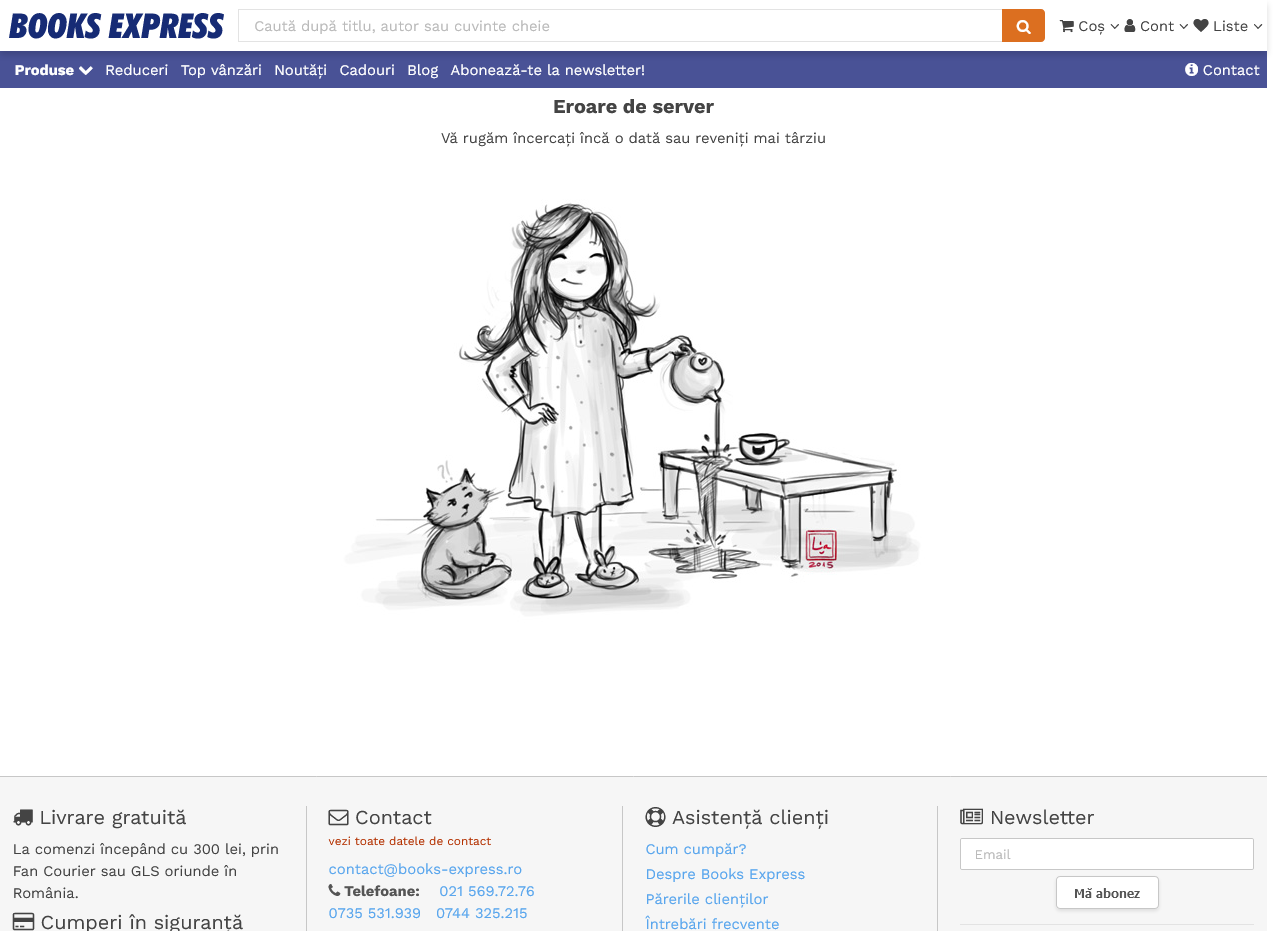 BOOKS EXPRESS
Caută după titlu, autor sau cuvinte cheie
Coș
Cont
Liste
Produse
Reduceri
Top vânzări
Noutăți
Cadouri
Blog
Abonează-te la newsletter!
Contact
Eroare de server
Vă rugăm încercați încă o dată sau reveniți mai târziu
?!
2015
Livrare gratuită
La comenzi începând cu 300 lei, prin
Fan Courier sau GLS oriunde în
România.
Cumperi în siguranță
Contact
vezi toate datele de contact
contact@books-express.ro
Telefoane: 021 569.72.76
0735 531.939 0744 325.215
Asistență clienți
Cum cumpăr?
Despre Books Express
Părerile clienților
Întrebări frecvente
Newsletter
Email
Mă abonez